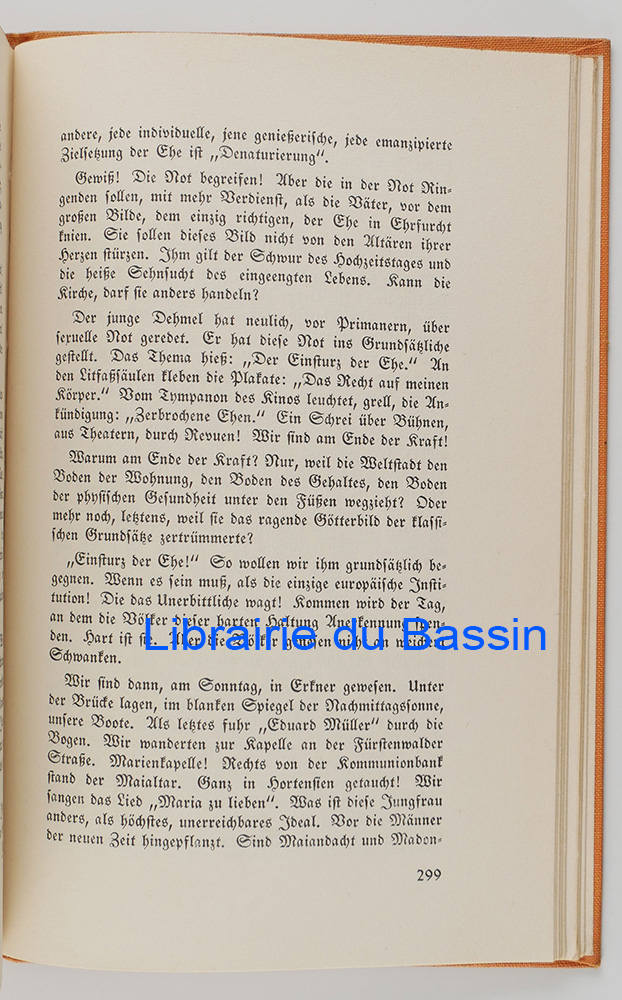 andere, jede individuelle, jene genießerische, jede emanzipierte
Zielsetzung der Ehe ist „Denaturierung".
Gewiß! Die Not begreifen! Aber die in der Not Rin-
genden sollen, mit mehr Verdienst, als die Väter, vor dem
großen Bilde, dem einzig richtigen, der Ehe in Ehrfurcht
knien. Sie sollen dieses Bild nicht von den Altären ihrer
Herzen stürzen. Ihm gilt der Schwur des Hochzeitstages und
die heiße Sehnsucht des eingeengten Lebens. Kann die
Kirche, darf sie anders handeln?
Der junge Dehmel hat neulich, vor Primanern, über
sexuelle Not geredet. Er hat diese Not ins Grundsätzliche
gestellt. Das Thema hieß: „Der Einsturz der Ehe." An
den Litfaßsäulen kleben die Plakate: „Das Recht auf meinen
Körper." Vom Tympanon des Kinos leuchtet, grell, die An-
kündigung: „Zerbrochene Ehen." Ein Schrei über Bühnen,
aus Theatern, durch Revuen! Wir sind am Ende der Kraft!
Warum am Ende der Kraft? Nur, weil die Weltstadt den
Boden der Wohnung, den Boden des Gehaltes, den Boden
der physischen Gesundheit unter den Füßen wegzieht? Oder
mehr noch, letztens, weil sie das ragende Götterbild der klassi-
schen Grundsätze zertrümmerte?
„Einsturz der Ehe!" So wollen wir ihm grundsätzlich be-
gegnen. Wenn es sein muß, als die einzige europäische Insti-
tution! Die das Unerbittliche wagt! Kommen wird der Tag,
an dem die Völker dieser harten Haltung Anerkennung spen-
den. Hart ist sie. Aber die Völker genesen nicht an weichem
Schwanken.
Librairie du Bassin
Wir sind dann, am Sonntag, in Erkner gewesen. Unter
der Brücke lagen, im blanken Spiegel der Nachmittagssonne,
unsere Boote. Als letztes fuhr „Eduard Müller" durch die
Bogen. Wir wanderten zur Kapelle an der Fürstenwalder
Straße. Marienkapelle! Rechts von der Kommunionbank
stand der Maialtar. Ganz in Hortensien getaucht! Wir
sangen das Lied „Maria zu lieben". Was ist diese Jungfrau
anders, als höchstes, unerreichbares Ideal. Vor die Männer
der neuen Zeit hingepflanzt. Sind Maiandacht und Madon-
299